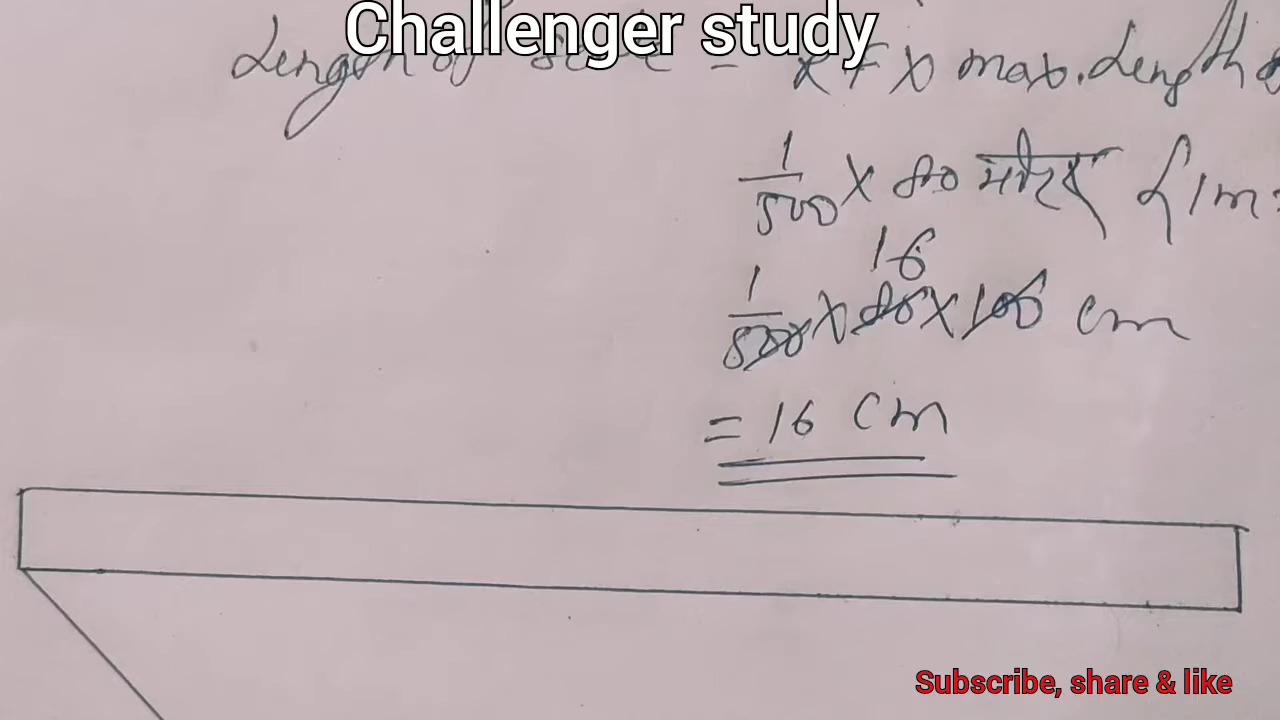 Challenger study
Length of scale = RF X max. Length
1/500 X 80 मीटर {1m =
16
1/500 X 80 X 100 cm
= 16 cm
Subscribe, share & like